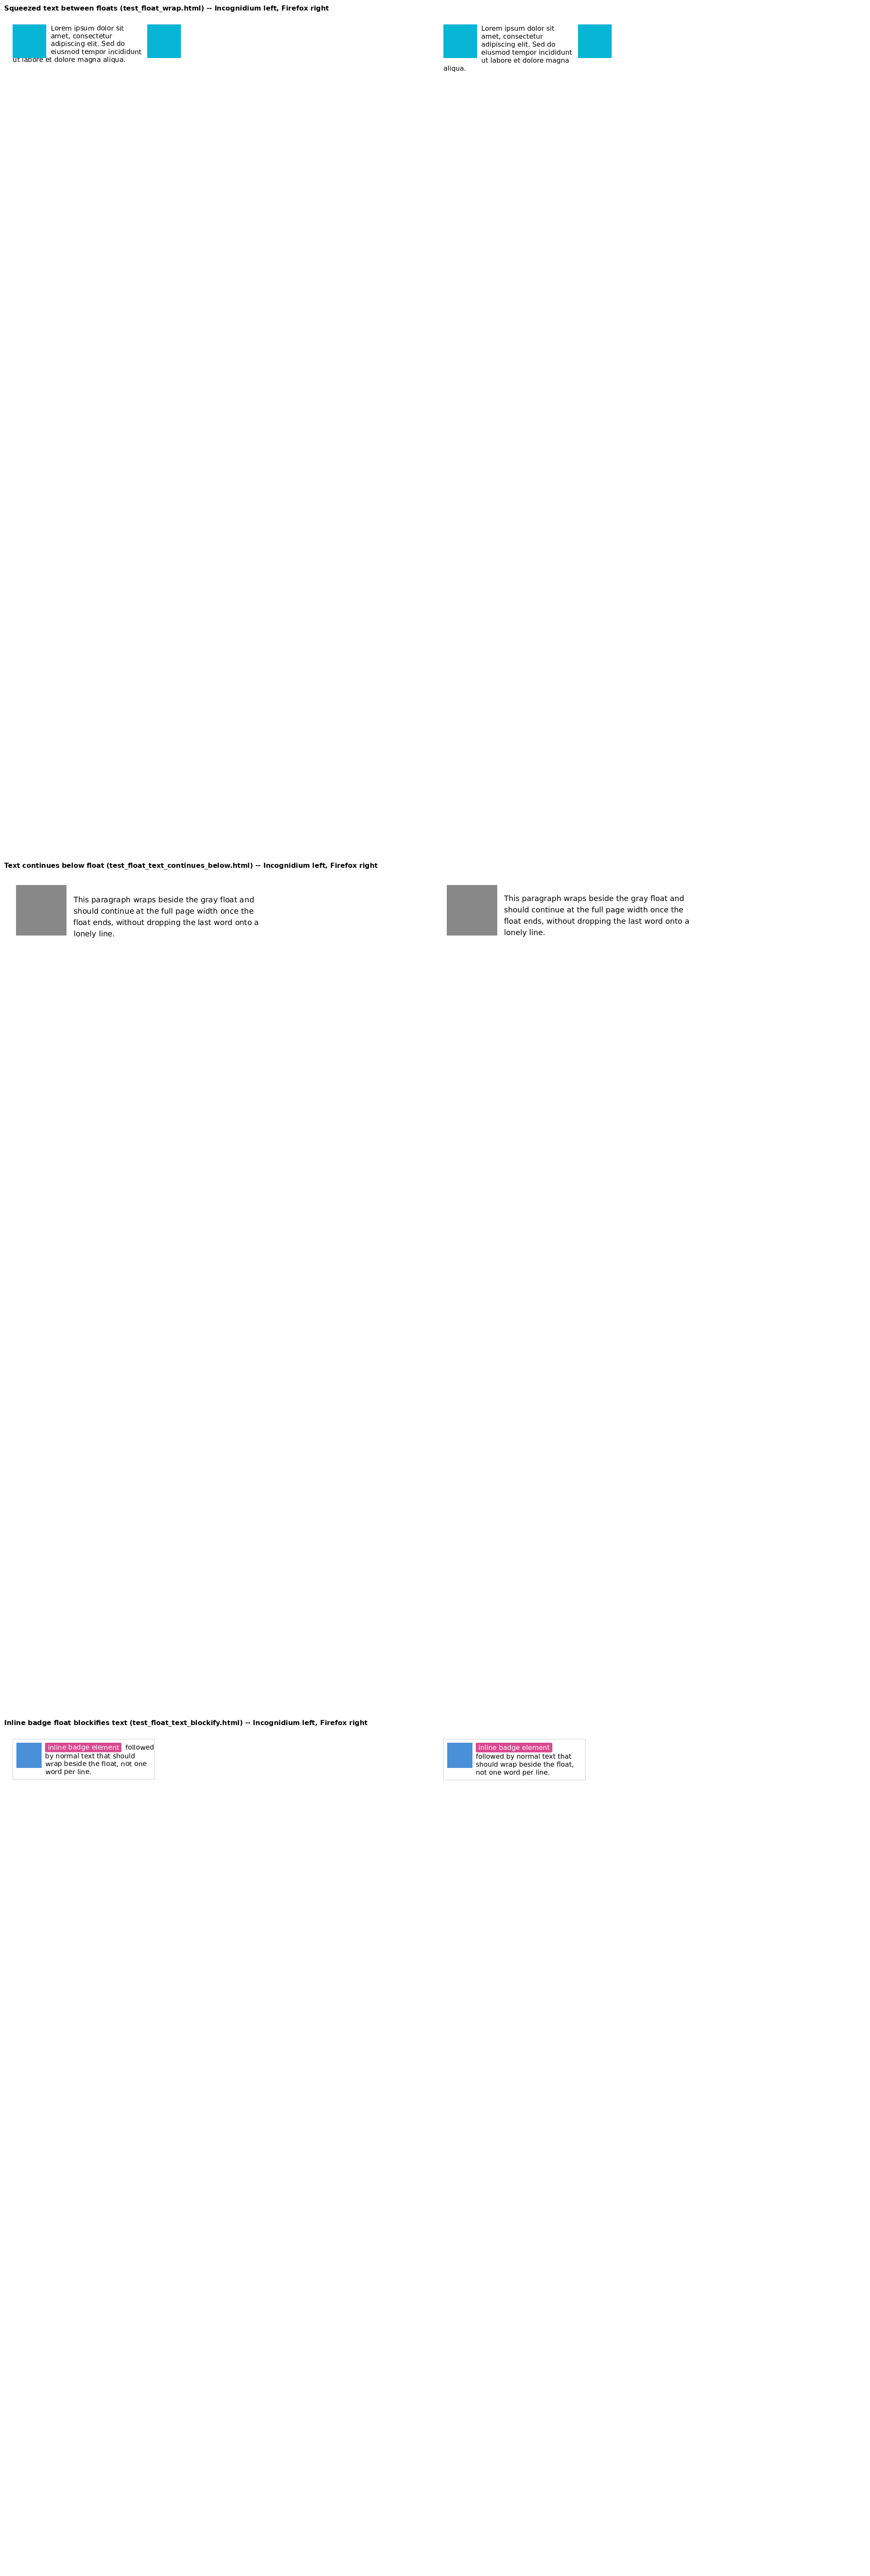 Squeezed text between floats (test_float_wrap.html) -- Incognidium left, Firefox right
Lorem ipsum dolor sit
amet, consectetur
adipiscing elit. Sed do
eiusmod tempor incididunt
ut labore et dolore magna aliqua.
Lorem ipsum dolor sit
amet, consectetur
adipiscing elit. Sed do
eiusmod tempor incididunt
ut labore et dolore magna
aliqua.
Text continues below float (test_float_text_continues_below.html) -- Incognidium left, Firefox right
This paragraph wraps beside the gray float and
should continue at the full page width once the
float ends, without dropping the last word onto a
lonely line.
This paragraph wraps beside the gray float and
should continue at the full page width once the
float ends, without dropping the last word onto a
lonely line.
Inline badge float blockifies text (test_float_text_blockify.html) -- Incognidium left, Firefox right
inline badge element followed
by normal text that should
wrap beside the float, not one
word per line.
inline badge element
followed by normal text that
should wrap beside the float,
not one word per line.